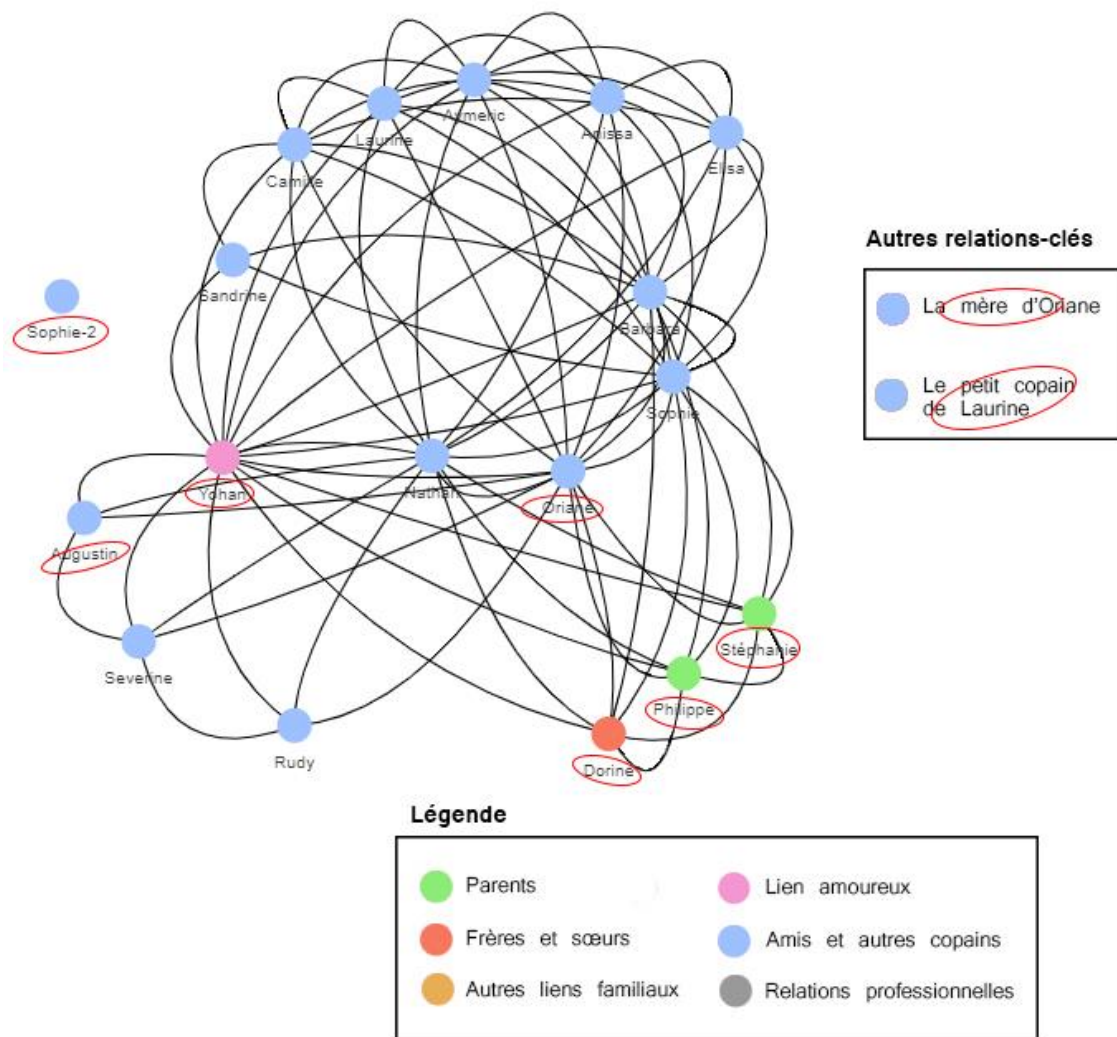 Aymeric
Laurine
Anissa
Elisa
Camille
Sandrine
Sophie-2
Barbara
Sophie
Yohan
Nathan
Oriane
Augustin
Severine
Rudy
Stéphanie
Philippe
Dorine
Autres relations-clés
La mère d'Oriane
Le petit copain
de Laurine
Légende
Parents
Lien amoureux
Frères et sœurs
Amis et autres copains
Autres liens familiaux
Relations professionnelles